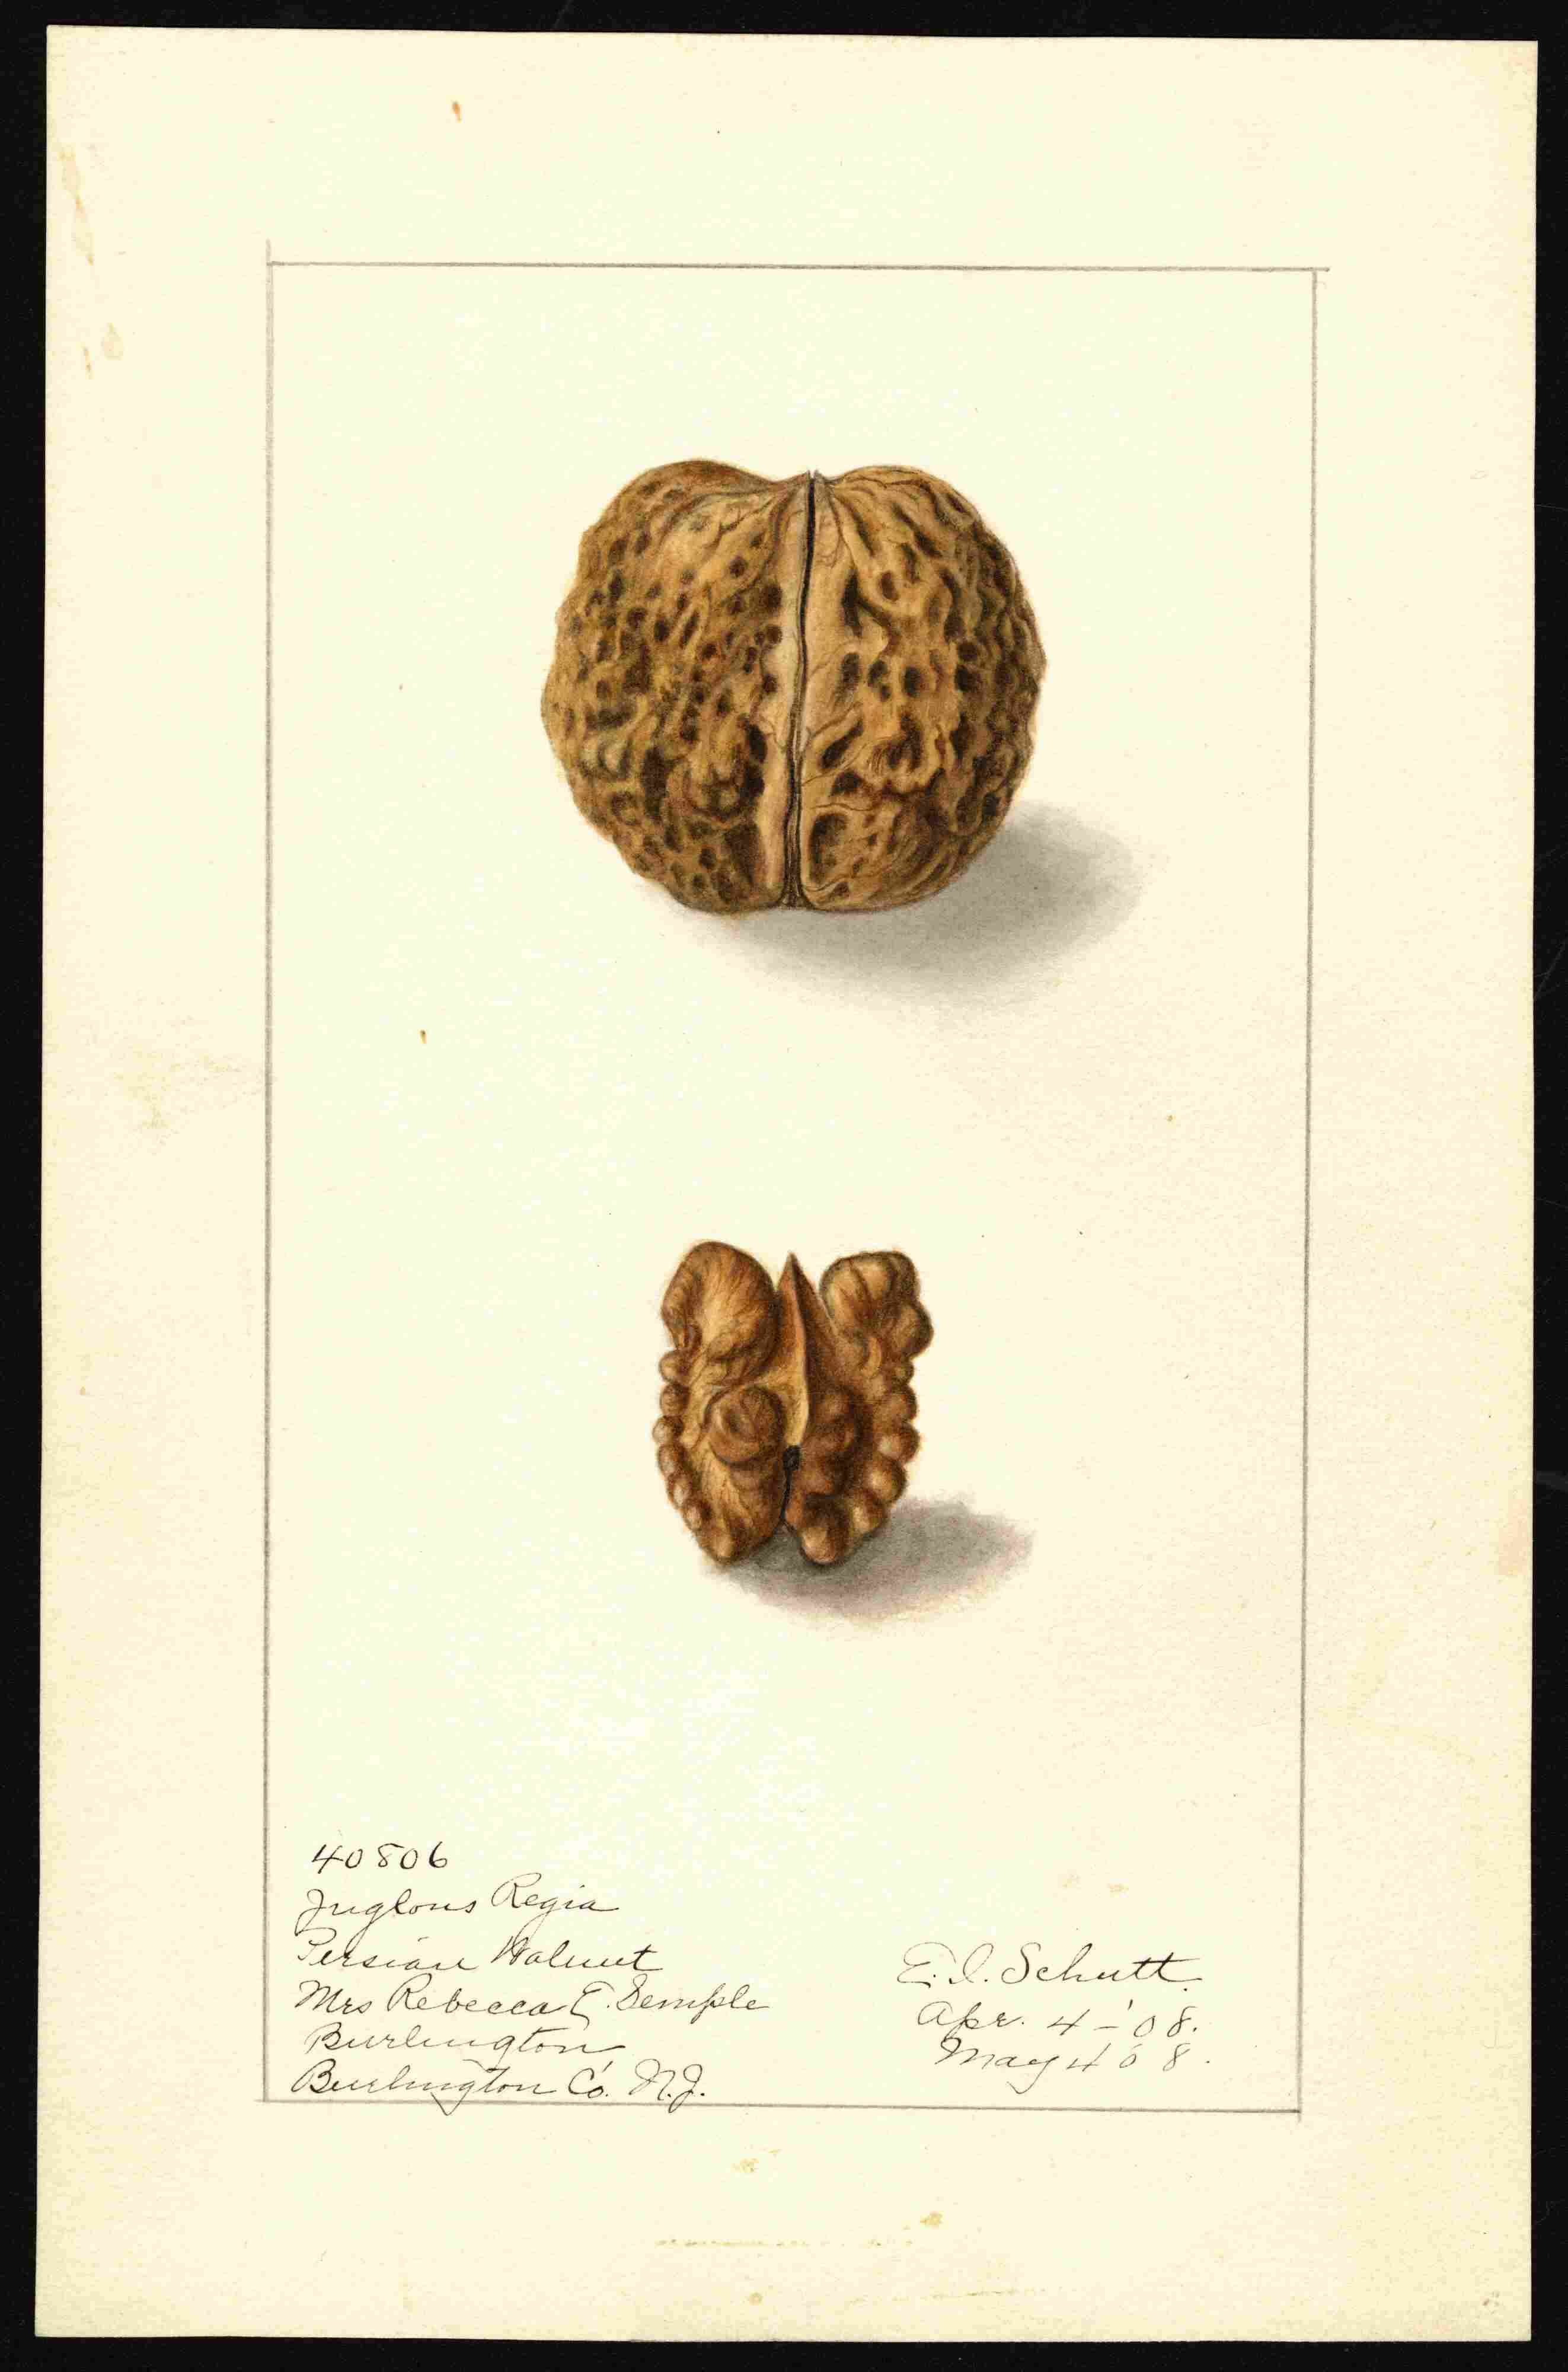 40806
Juglans Regia
Persian Walnut
Mrs Rebecca T. Semple
Burlington
Burlington Co. N.J.
E. I. Schutt.
Apr. 4-'08.
May 4 '08.